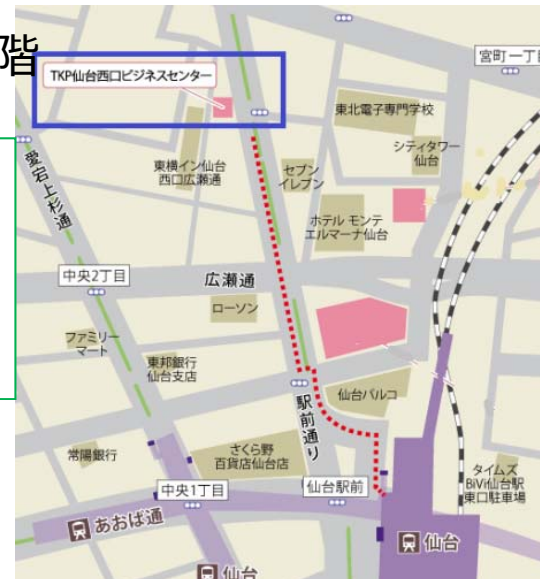 階
TKP仙台西口ビジネスセンター
宮町一丁目
東北電子専門学校
シティタワー
仙台
愛宕上杉通
東横イン仙台
西口広瀬通
セブン
イレブン
ホテル モンテ
エルマーナ仙台
中央2丁目
広瀬通
ローソン
ファミリー
マート
東邦銀行
仙台支店
駅前通り
仙台パルコ
常陽銀行
さくら野
百貨店仙台店
中央1丁目
仙台駅前
タイムズ
BiVi仙台駅
東口駐車場
あおば通
仙台
仙台